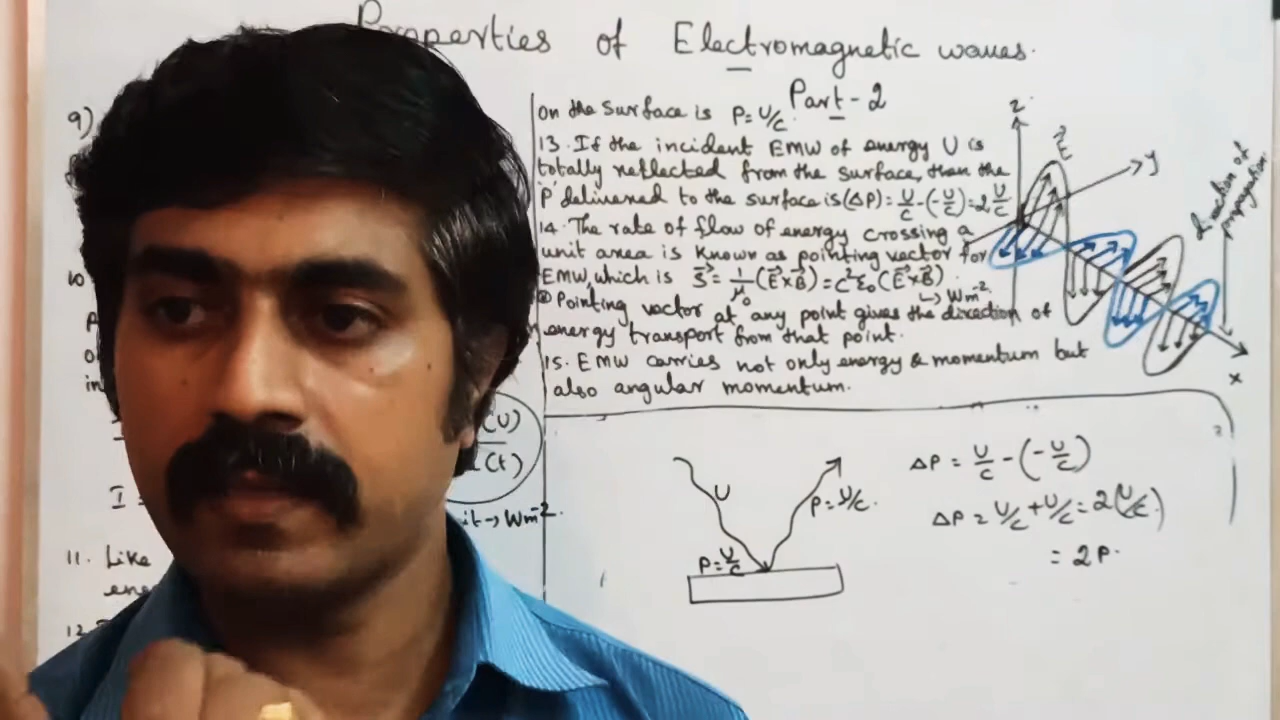 Properties of Electromagnetic waves.
Part-2
9)
10
in
(U)
(t)
I =
it → Wm⁻².
11. Like
ene
12.
on the surface is P=U/C.
13. If the incident EMW of energy U is
totally reflected from the surface, then the
'P' delivered to the surface is (ΔP) = U/C - (-U/C) = 2U/C
14. The rate of flow of energy crossing a
unit area is known as pointing vector for
EMW, which is S⃗ = 1/μ₀ (E⃗×B⃗) = c²ε₀ (E⃗×B⃗).
↳ Wm⁻².
Pointing vector at any point gives the direction of
energy transport from that point.
15. EMW carries not only energy & momentum but
also angular momentum.
z
y
x
Direction of
propagation
U
P=U/C
P=U/C.
ΔP = U/C - (-U/C)
ΔP = U/C + U/C = 2(U/C)
= 2P.